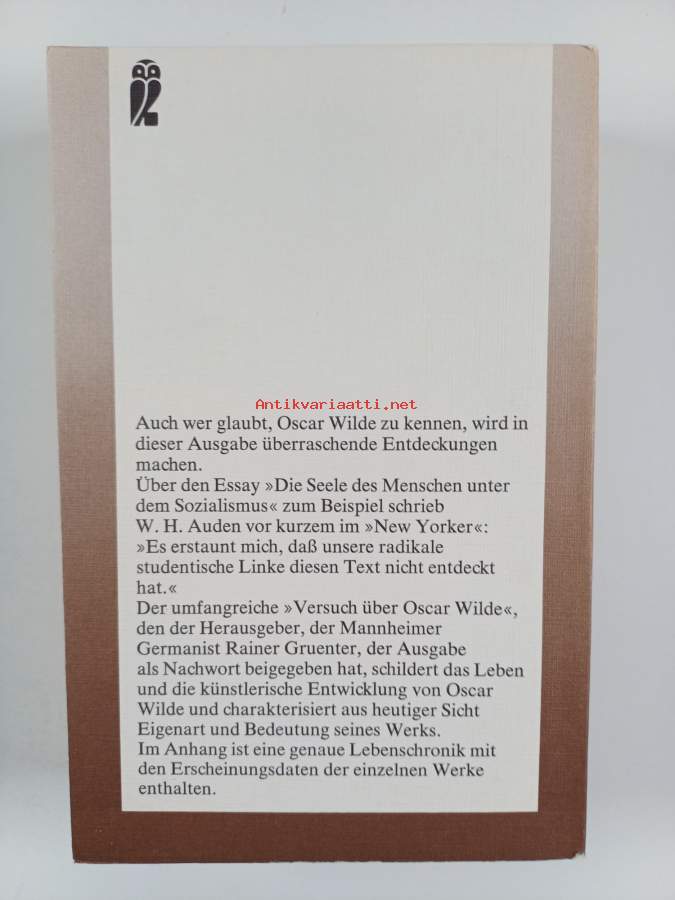 Antikvariaatti.net
Auch wer glaubt, Oscar Wilde zu kennen, wird in
dieser Ausgabe überraschende Entdeckungen
machen.
Über den Essay »Die Seele des Menschen unter
dem Sozialismus« zum Beispiel schrieb
W. H. Auden vor kurzem im »New Yorker«:
»Es erstaunt mich, daß unsere radikale
studentische Linke diesen Text nicht entdeckt
hat.«
Der umfangreiche »Versuch über Oscar Wilde«,
den der Herausgeber, der Mannheimer
Germanist Rainer Gruenter, der Ausgabe
als Nachwort beigegeben hat, schildert das Leben
und die künstlerische Entwicklung von Oscar
Wilde und charakterisiert aus heutiger Sicht
Eigenart und Bedeutung seines Werks.
Im Anhang ist eine genaue Lebenschronik mit
den Erscheinungsdaten der einzelnen Werke
enthalten.